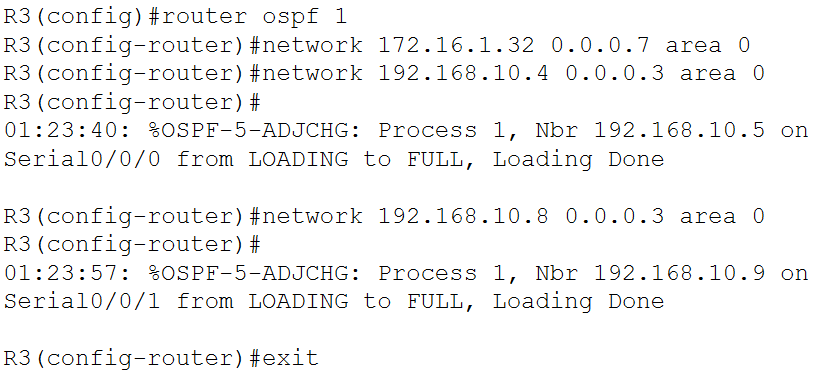 R3(config)#router ospf 1
R3(config-router)#network 172.16.1.32 0.0.0.7 area 0
R3(config-router)#network 192.168.10.4 0.0.0.3 area 0
R3(config-router)#
01:23:40: %OSPF-5-ADJCHG: Process 1, Nbr 192.168.10.5 on
Serial0/0/0 from LOADING to FULL, Loading Done
R3(config-router)#network 192.168.10.8 0.0.0.3 area 0
R3(config-router)#
01:23:57: %OSPF-5-ADJCHG: Process 1, Nbr 192.168.10.9 on
Serial0/0/1 from LOADING to FULL, Loading Done
R3(config-router)#exit